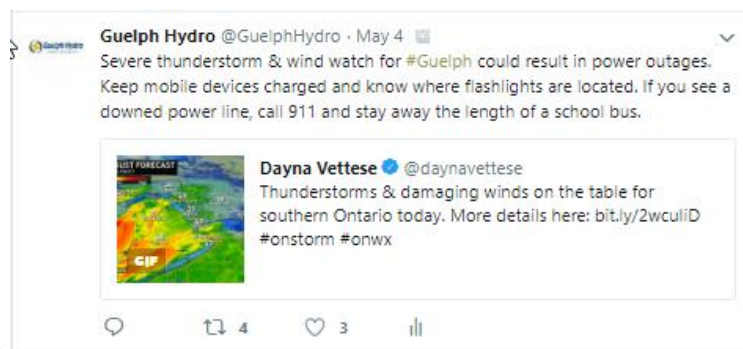 Guelph Hydro @GuelphHydro · May 4
Severe thunderstorm & wind watch for #Guelph could result in power outages.
Keep mobile devices charged and know where flashlights are located. If you see a
downed power line, call 911 and stay away the length of a school bus.
Dayna Vettese @daynavettese
UST FORECAST
Thunderstorms & damaging winds on the table for
southern Ontario today. More details here: bit.ly/2wculiD
#onstorm #onwx
GIF
4 3